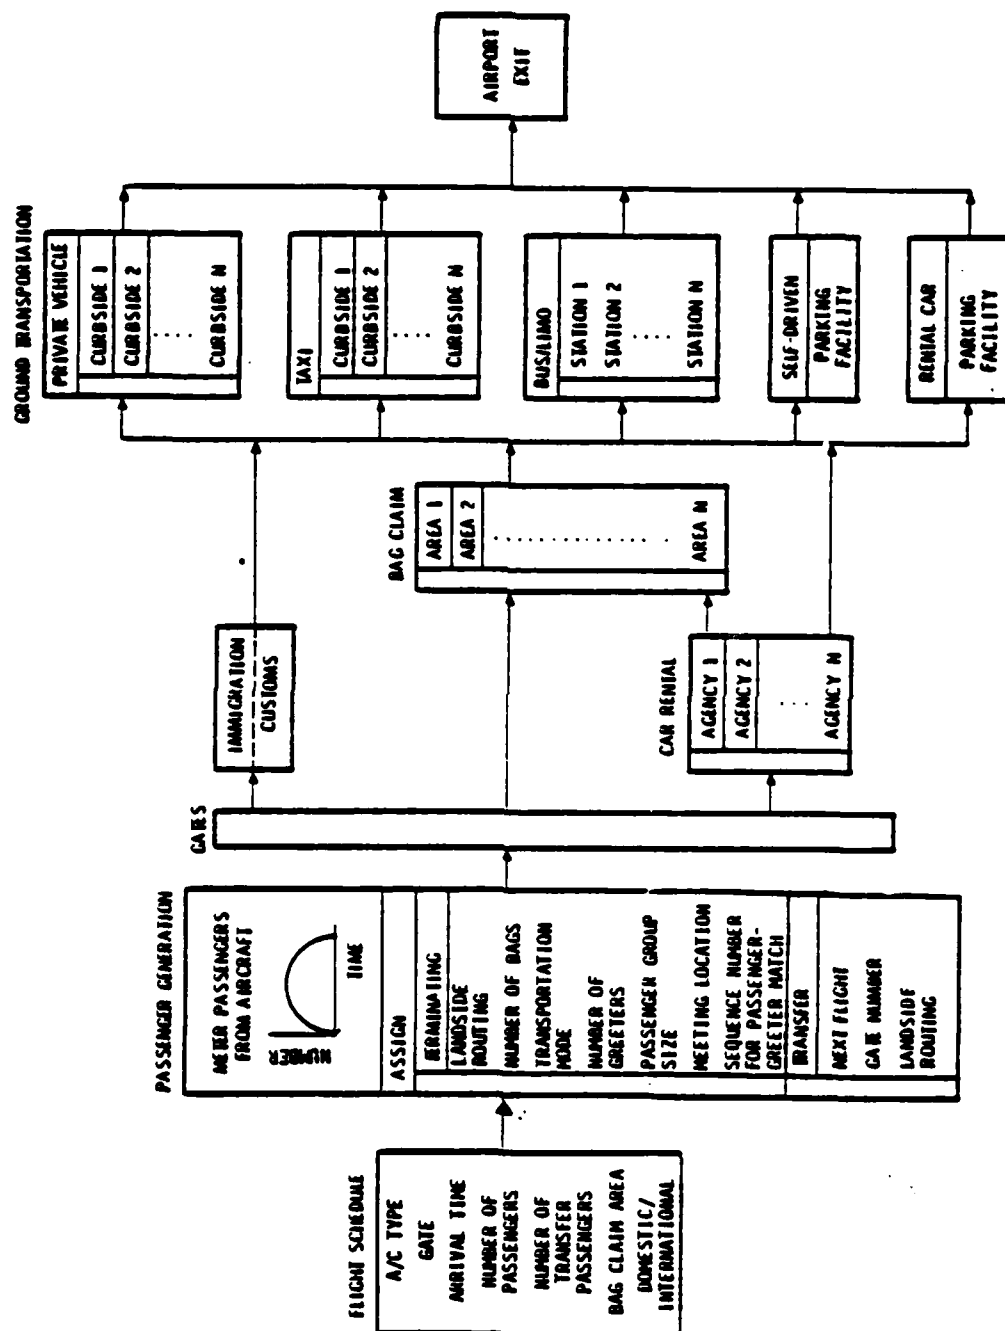 FLIGHT SCHEDULE
A/C TYPE
GATE
ARRIVAL TIME
NUMBER OF
PASSENGERS
NUMBER OF
TRANSFER
PASSENGERS
BAG CLAIM AREA
DOMESTIC/
INTERNATIONAL
PASSENGER GENERATION
METER PASSENGERS
FROM AIRCRAFT
NUMBER
TIME
ASSIGN
TERMINATING
LANDSIDE
ROUTING
NUMBER OF BAGS
TRANSPORTATION
MODE
NUMBER OF
GREETERS
PASSENGER GROUP
SIZE
MEETING LOCATION
SEQUENCE NUMBER
FOR PASSENGER-
GREETER MATCH
TRANSFER
NEXT FLIGHT
GATE NUMBER
LANDSIDE
ROUTING
GATES
IMMIGRATION
CUSTOMS
CAR RENTAL
AGENCY 1
AGENCY 2
. . .
AGENCY N
BAG CLAIM
AREA 1
AREA 2
. . . . . . . . . . . . . .
AREA N
GROUND TRANSPORTATION
PRIVATE VEHICLE
CURBSIDE 1
CURBSIDE 2
. . . .
CURBSIDE N
TAXI
CURBSIDE 1
CURBSIDE 2
. . . .
CURBSIDE N
BUS/LIMO
STATION 1
STATION 2
. . . .
STATION N
SELF-DRIVEN
PARKING
FACILITY
RENTAL CAR
PARKING
FACILITY
AIRPORT
EXIT